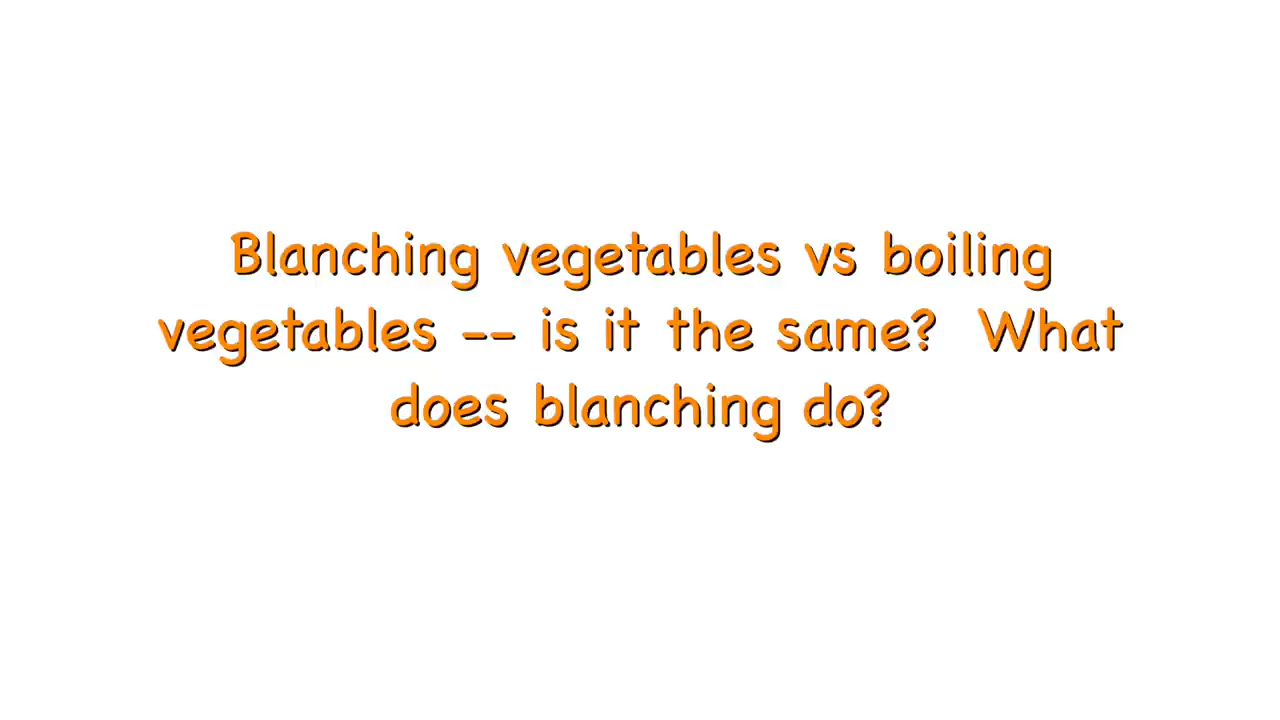 Blanching vegetables vs boiling
vegetables -- is it the same?  What
does blanching do?